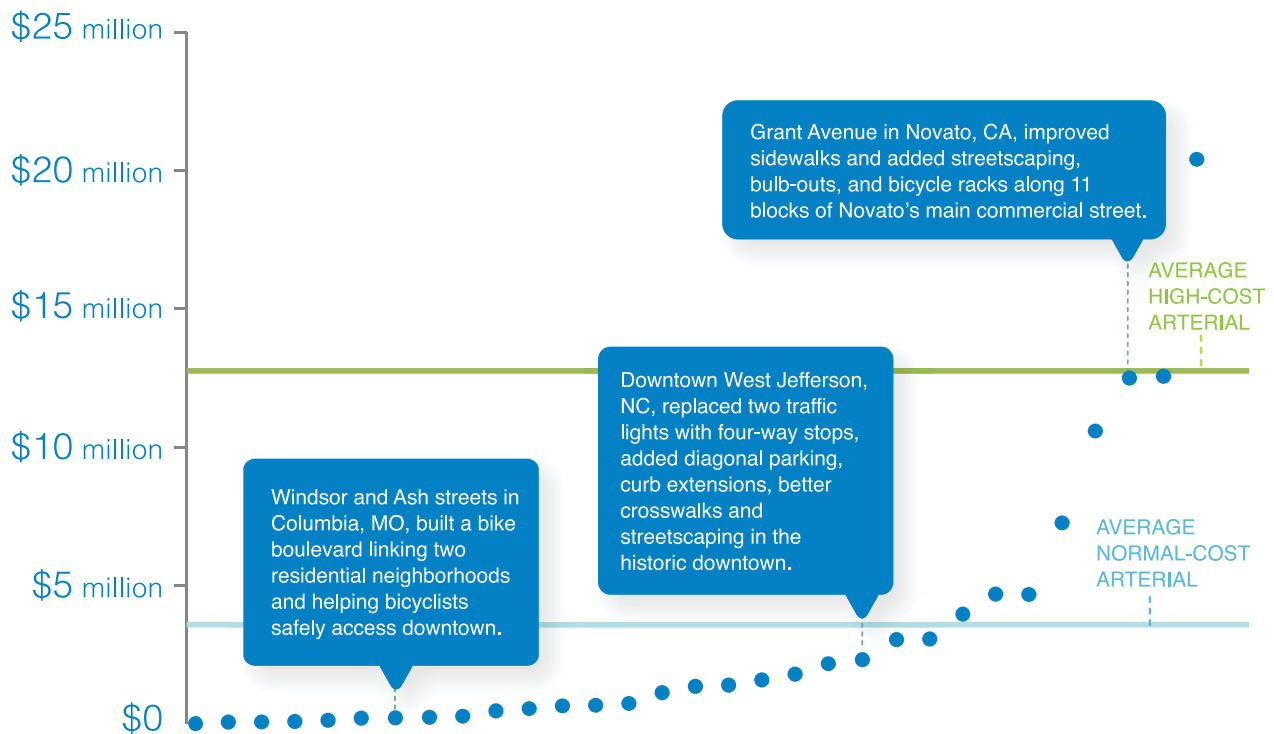 $25 million
$20 million
$15 million
$10 million
$5 million
$0
Grant Avenue in Novato, CA, improved
sidewalks and added streetscaping,
bulb-outs, and bicycle racks along 11
blocks of Novato's main commercial street.
AVERAGE
HIGH-COST
ARTERIAL
Downtown West Jefferson,
NC, replaced two traffic
lights with four-way stops,
added diagonal parking,
curb extensions, better
crosswalks and
streetscaping in the
historic downtown.
Windsor and Ash streets in
Columbia, MO, built a bike
boulevard linking two
residential neighborhoods
and helping bicyclists
safely access downtown.
AVERAGE
NORMAL-COST
ARTERIAL